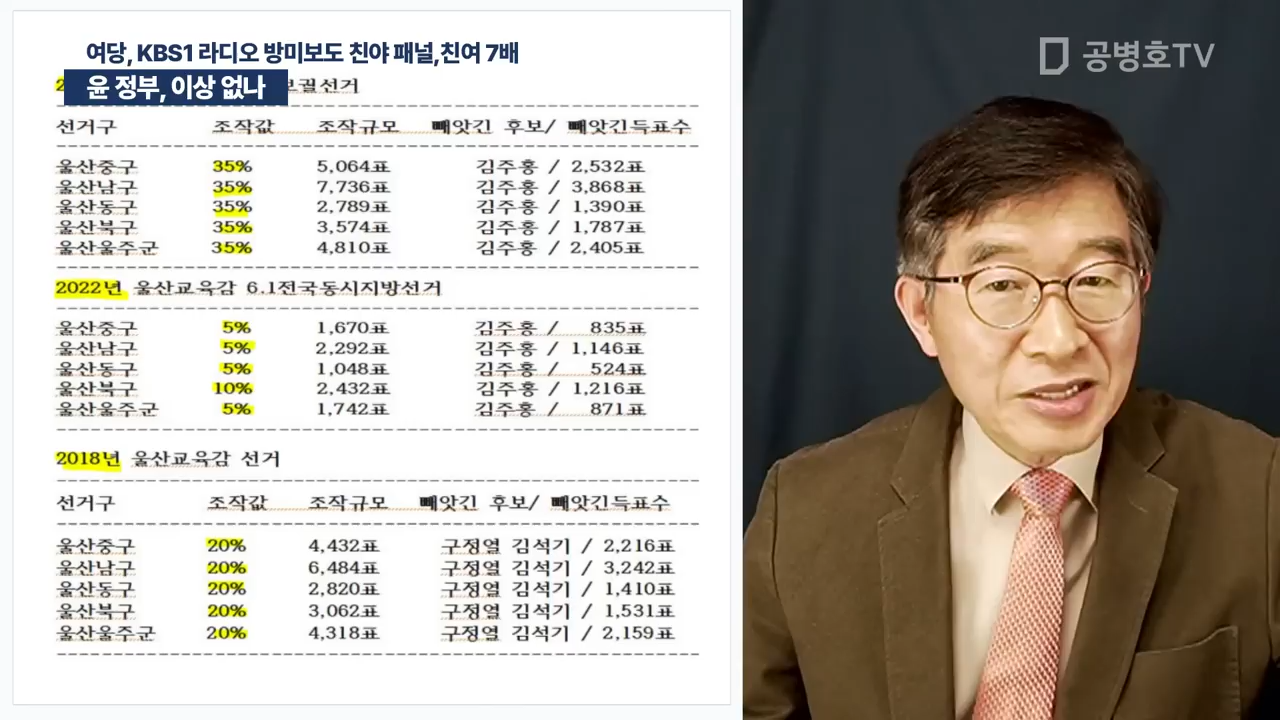 여당, KBS1 라디오 방미보도 친야 패널,친여 7배
윤 정부, 이상 없나
공병호TV
2 보궐선거
선거구 조작값 조작규모 빼앗긴 후보/ 빼앗긴득표수
울산중구 35% 5,064표 김주홍 / 2,532표
울산남구 35% 7,736표 김주홍 / 3,868표
울산동구 35% 2,789표 김주홍 / 1,390표
울산북구 35% 3,574표 김주홍 / 1,787표
울산울주군 35% 4,810표 김주홍 / 2,405표
2022년 울산교육감 6.1전국동시지방선거
울산중구 5% 1,670표 김주홍 / 835표
울산남구 5% 2,292표 김주홍 / 1,146표
울산동구 5% 1,048표 김주홍 / 524표
울산북구 10% 2,432표 김주홍 / 1,216표
울산울주군 5% 1,742표 김주홍 / 871표
2018년 울산교육감 선거
선거구 조작값 조작규모 빼앗긴 후보/ 빼앗긴득표수
울산중구 20% 4,432표 구정열 김석기 / 2,216표
울산남구 20% 6,484표 구정열 김석기 / 3,242표
울산동구 20% 2,820표 구정열 김석기 / 1,410표
울산북구 20% 3,062표 구정열 김석기 / 1,531표
울산울주군 20% 4,318표 구정열 김석기 / 2,159표